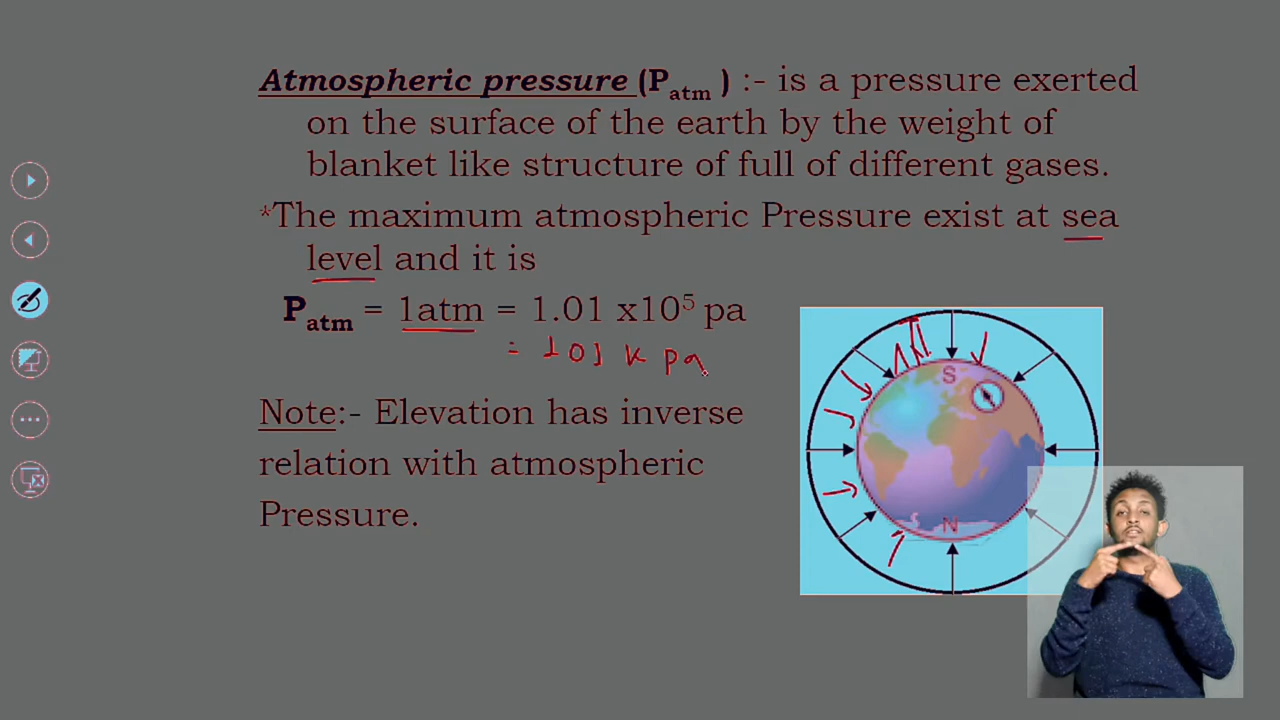 Atmospheric pressure (Patm ) :- is a pressure exerted
on the surface of the earth by the weight of
blanket like structure of full of different gases.
*The maximum atmospheric Pressure exist at sea
level and it is
Patm = 1atm = 1.01 x10⁵ pa
= 101 k pa
Note:- Elevation has inverse
relation with atmospheric
Pressure.
S
N